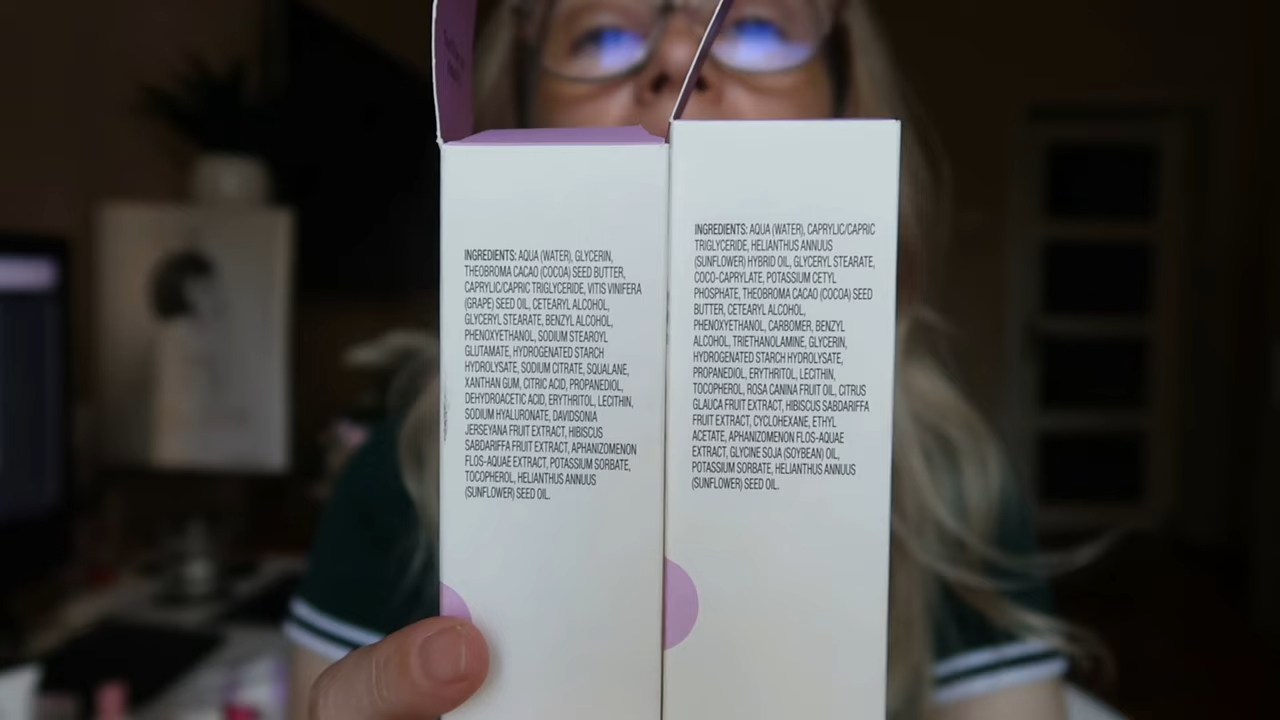 INGREDIENTS: AQUA (WATER), GLYCERIN,
THEOBROMA CACAO (COCOA) SEED BUTTER,
CAPRYLIC/CAPRIC TRIGLYCERIDE, VITIS VINIFERA
(GRAPE) SEED OIL, CETEARYL ALCOHOL,
GLYCERYL STEARATE, BENZYL ALCOHOL,
PHENOXYETHANOL, SODIUM STEAROYL
GLUTAMATE, HYDROGENATED STARCH
HYDROLYSATE, SODIUM CITRATE, SQUALANE,
XANTHAN GUM, CITRIC ACID, PROPANEDIOL,
DEHYDROACETIC ACID, ERYTHRITOL, LECITHIN,
SODIUM HYALURONATE, DAVIDSONIA
JERSEYANA FRUIT EXTRACT, HIBISCUS
SABDARIFFA FRUIT EXTRACT, APHANIZOMENON
FLOS-AQUAE EXTRACT, POTASSIUM SORBATE,
TOCOPHEROL, HELIANTHUS ANNUUS
(SUNFLOWER) SEED OIL.
INGREDIENTS: AQUA (WATER), CAPRYLIC/CAPRIC
TRIGLYCERIDE, HELIANTHUS ANNUUS
(SUNFLOWER) HYBRID OIL, GLYCERYL STEARATE,
COCO-CAPRYLATE, POTASSIUM CETYL
PHOSPHATE, THEOBROMA CACAO (COCOA) SEED
BUTTER, CETEARYL ALCOHOL,
PHENOXYETHANOL, CARBOMER, BENZYL
ALCOHOL, TRIETHANOLAMINE, GLYCERIN,
HYDROGENATED STARCH HYDROLYSATE,
PROPANEDIOL, ERYTHRITOL, LECITHIN,
TOCOPHEROL, ROSA CANINA FRUIT OIL, CITRUS
GLAUCA FRUIT EXTRACT, HIBISCUS SABDARIFFA
FRUIT EXTRACT, CYCLOHEXANE, ETHYL
ACETATE, APHANIZOMENON FLOS-AQUAE
EXTRACT, GLYCINE SOJA (SOYBEAN) OIL,
POTASSIUM SORBATE, HELIANTHUS ANNUUS
(SUNFLOWER) SEED OIL.